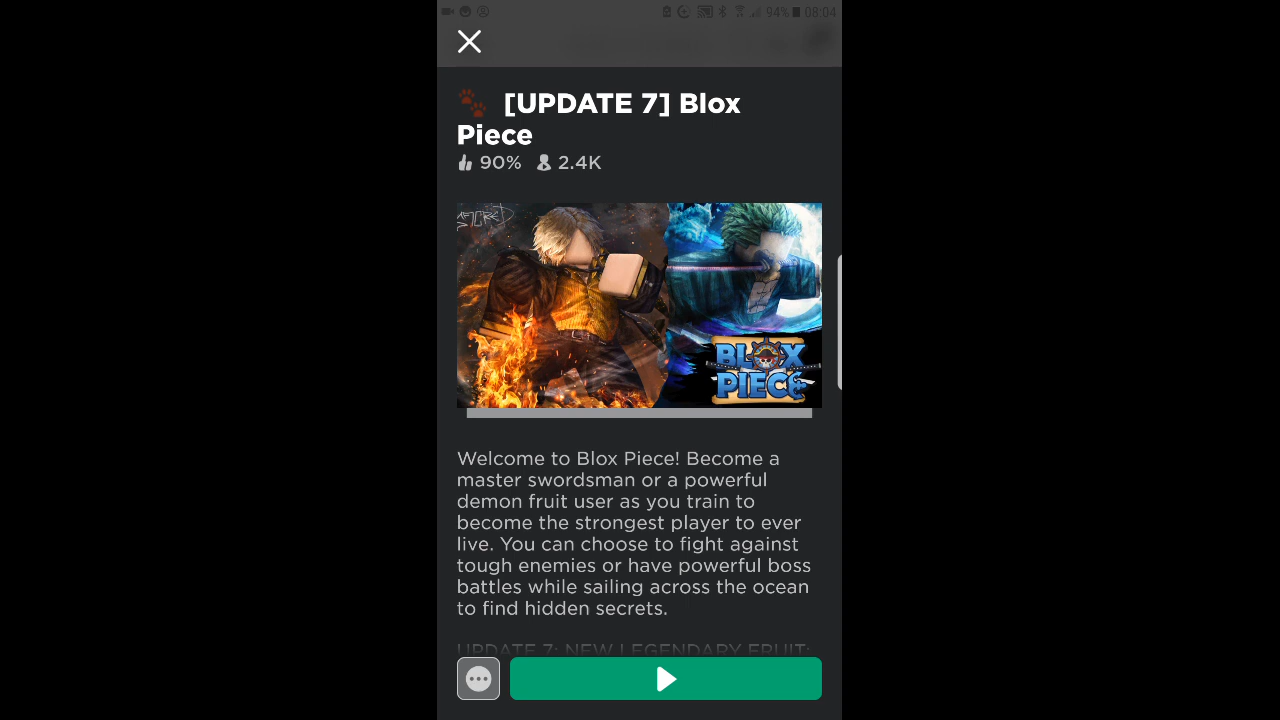 94% 08:04
[UPDATE 7] Blox
Piece
90% 2.4K
BLOX
PIECE
Welcome to Blox Piece! Become a
master swordsman or a powerful
demon fruit user as you train to
become the strongest player to ever
live. You can choose to fight against
tough enemies or have powerful boss
battles while sailing across the ocean
to find hidden secrets.
UPDATE 7: NEW LEGENDARY FRUIT: